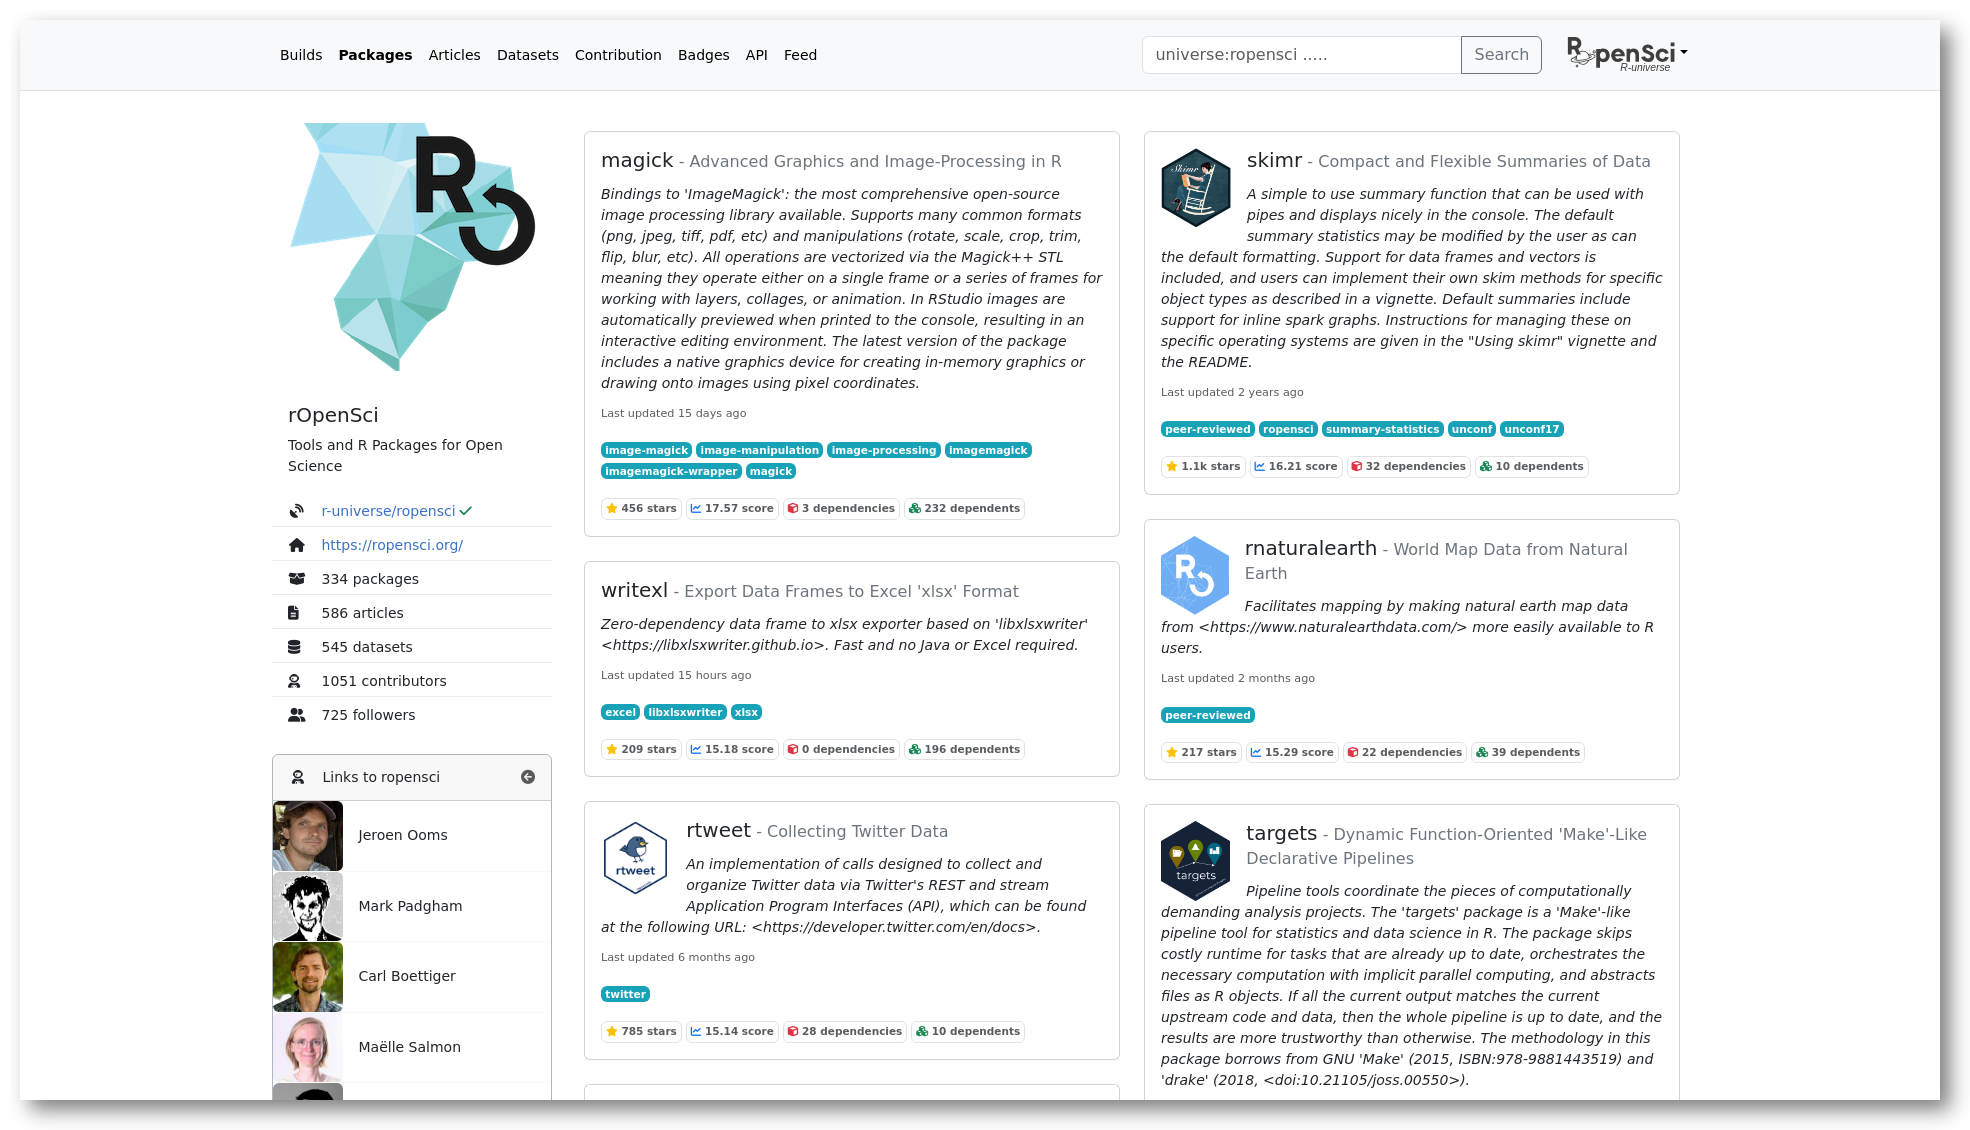 Builds Packages Articles Datasets Contribution Badges API Feed
universe:ropensci ..... Search
ROpenSci
R-universe
rOpenSci
Tools and R Packages for Open
Science
r-universe/ropensci
https://ropensci.org/
334 packages
586 articles
545 datasets
1051 contributors
725 followers
Links to ropensci
Jeroen Ooms
Mark Padgham
Carl Boettiger
Maëlle Salmon
magick - Advanced Graphics and Image-Processing in R
Bindings to 'ImageMagick': the most comprehensive open-source
image processing library available. Supports many common formats
(png, jpeg, tiff, pdf, etc) and manipulations (rotate, scale, crop, trim,
flip, blur, etc). All operations are vectorized via the Magick++ STL
meaning they operate either on a single frame or a series of frames for
working with layers, collages, or animation. In RStudio images are
automatically previewed when printed to the console, resulting in an
interactive editing environment. The latest version of the package
includes a native graphics device for creating in-memory graphics or
drawing onto images using pixel coordinates.
Last updated 15 days ago
image-magick image-manipulation image-processing imagemagick
imagemagick-wrapper magick
456 stars 17.57 score 3 dependencies 232 dependents
writexl - Export Data Frames to Excel 'xlsx' Format
Zero-dependency data frame to xlsx exporter based on 'libxlsxwriter'
<https://libxlsxwriter.github.io>. Fast and no Java or Excel required.
Last updated 15 hours ago
excel libxlsxwriter xlsx
209 stars 15.18 score 0 dependencies 196 dependents
rtweet
rtweet - Collecting Twitter Data
An implementation of calls designed to collect and
organize Twitter data via Twitter's REST and stream
Application Program Interfaces (API), which can be found
at the following URL: <https://developer.twitter.com/en/docs>.
Last updated 6 months ago
twitter
785 stars 15.14 score 28 dependencies 10 dependents
Skimr
skimr - Compact and Flexible Summaries of Data
A simple to use summary function that can be used with
pipes and displays nicely in the console. The default
summary statistics may be modified by the user as can
the default formatting. Support for data frames and vectors is
included, and users can implement their own skim methods for specific
object types as described in a vignette. Default summaries include
support for inline spark graphs. Instructions for managing these on
specific operating systems are given in the "Using skimr" vignette and
the README.
Last updated 2 years ago
peer-reviewed ropensci summary-statistics unconf unconf17
1.1k stars 16.21 score 32 dependencies 10 dependents
rnaturalearth - World Map Data from Natural
Earth
Facilitates mapping by making natural earth map data
from <https://www.naturalearthdata.com/> more easily available to R
users.
Last updated 2 months ago
peer-reviewed
217 stars 15.29 score 22 dependencies 39 dependents
targets
targets - Dynamic Function-Oriented 'Make'-Like
Declarative Pipelines
Pipeline tools coordinate the pieces of computationally
demanding analysis projects. The 'targets' package is a 'Make'-like
pipeline tool for statistics and data science in R. The package skips
costly runtime for tasks that are already up to date, orchestrates the
necessary computation with implicit parallel computing, and abstracts
files as R objects. If all the current output matches the current
upstream code and data, then the whole pipeline is up to date, and the
results are more trustworthy than otherwise. The methodology in this
package borrows from GNU 'Make' (2015, ISBN:978-9881443519) and
'drake' (2018, <doi:10.21105/joss.00550>).